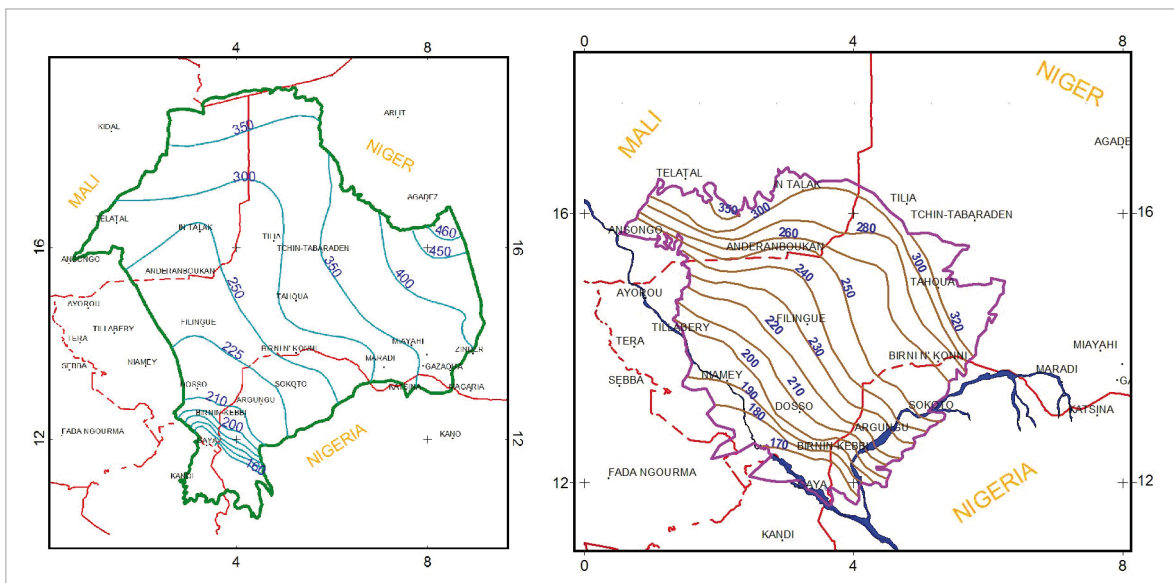 4 8
KIDAL
ARLIT
350
MALI
NIGER
300
AGADEZ
TELATAL
IN TALAK
460
TILIA
16 16
TCHIN-TABARADEN
450
ANSONGO
ANDERANBOUKAN
350
400
250
TAHOUA
AYOROU
TILLABERY
FILINGUE
TERA
225
BIRNI N' KONNI
MIAYAHI
ZINDER
NIAMEY
MARADI
SEBBA
GAZAOUA
DOSSO
SOKOTO
KATSINA
MAGARIA
210
ARGUNGU
BIRNIN KEBBI
200
FADA NGOURMA
12 12
GAYA
NIGERIA
KANO
160
KANDI
4 8
0 4 8
NIGER
MALI
AGADE
TELATAL
IN TALAK
TILIA
350
300
16 16
TCHIN-TABARADEN
ANSONGO
260
280
ANDERANBOUKAN
300
240
250
TAHOUA
AYOROU
320
TILLABERY
220
FILINGUE
TERA
MIAYAHI
200
230
BIRNI N' KONNI
SEBBA
NIAMEY
MARADI
GA
190
210
DOSSO
SOKOTO
KATSINA
180
ARGUNGU
170
BIRNIN KEBBI
FADA NGOURMA
12 12
GAYA
NIGERIA
KANDI
0 4 8